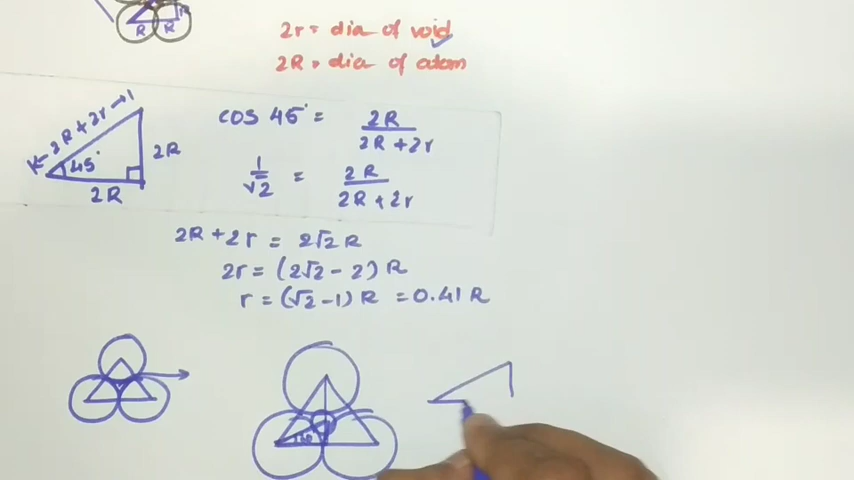 R R
2r = dia of void
2R = dia of atom
2R + 2r
45°
2R
2R
cos 45° = 2R / 2R + 2r
1/√2 = 2R / 2R + 2r
2R + 2r = 2√2 R
2r = (2√2 - 2) R
r = (√2 - 1) R = 0.41 R